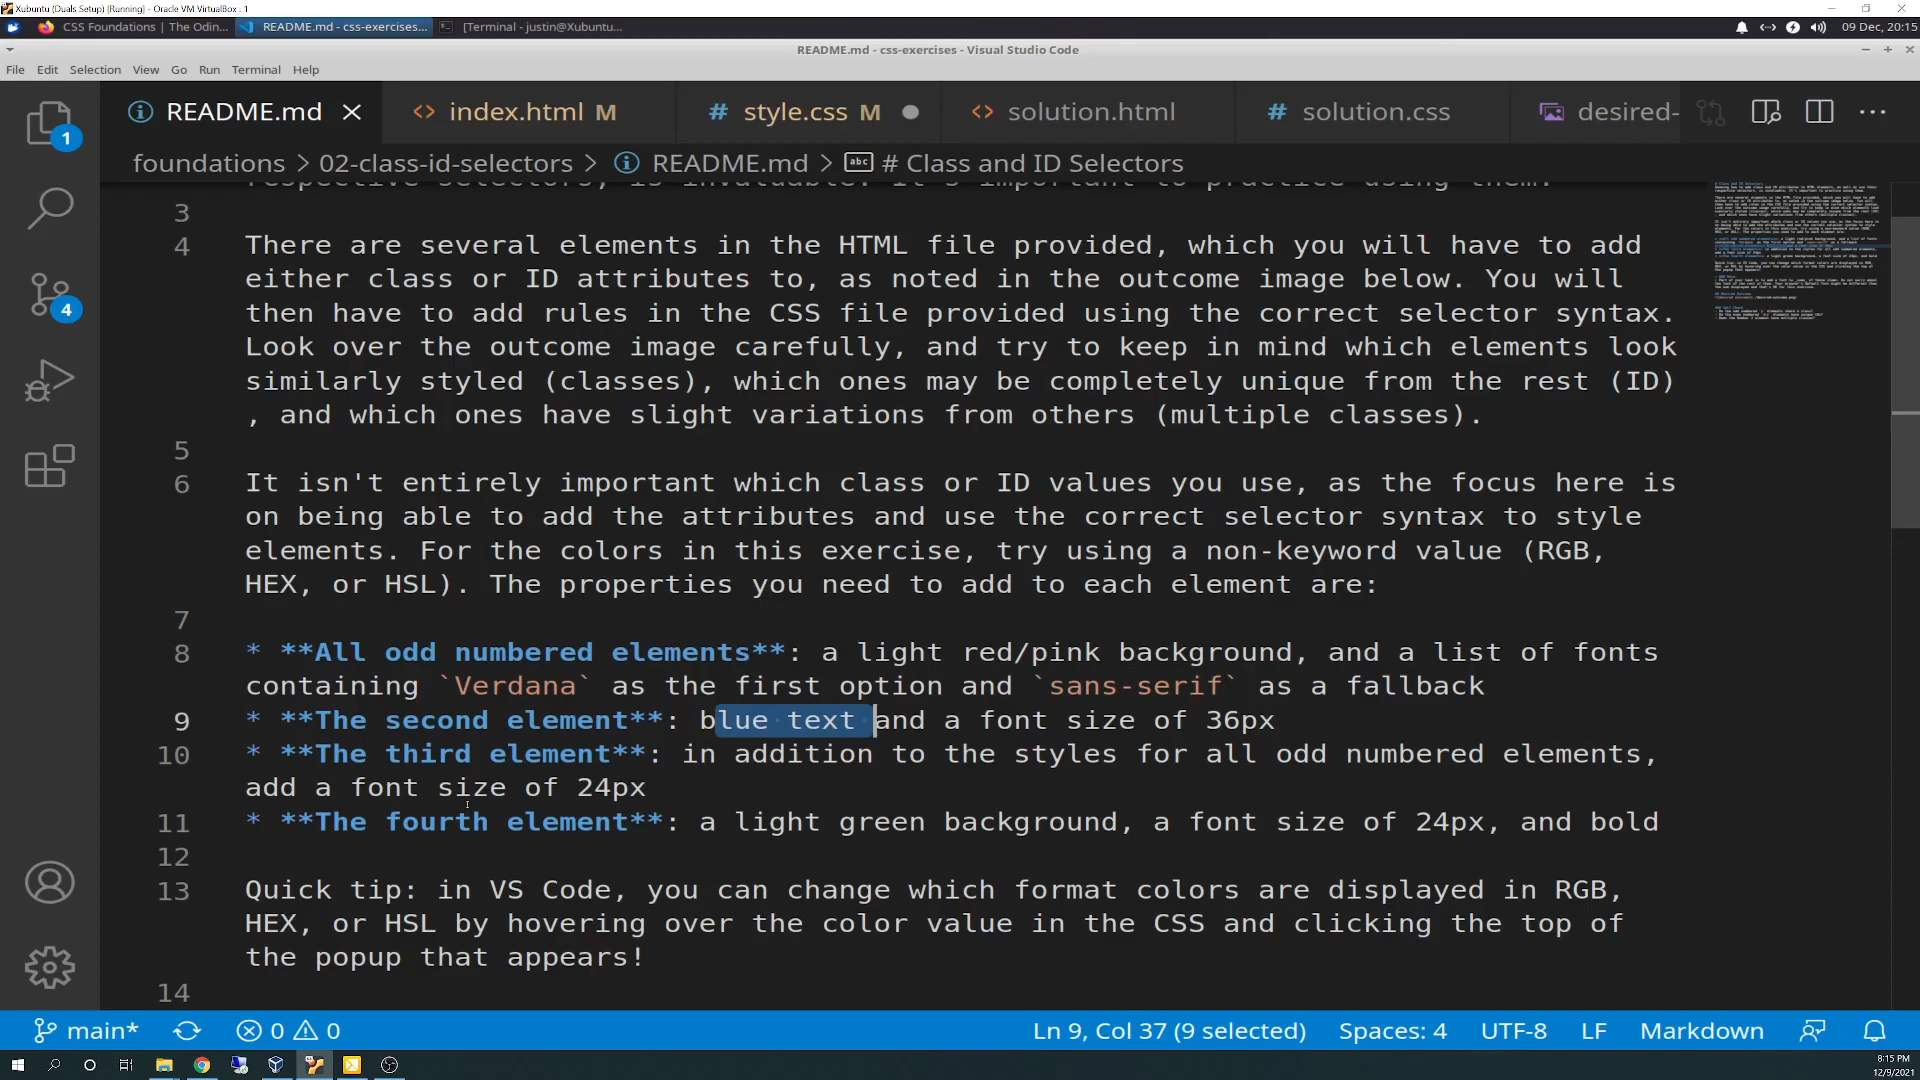 Xubuntu (Duals Setup) [Running] - Oracle VM VirtualBox : 1
CSS Foundations | The Odin... README.md - css-exercises... [Terminal - justin@Xubuntu... 09 Dec, 20:15
README.md - css-exercises - Visual Studio Code
File Edit Selection View Go Run Terminal Help
README.md index.html M style.css M solution.html solution.css desired-
foundations > 02-class-id-selectors > README.md > # Class and ID Selectors
respective selectors, is invaluable. It's important to practice using them.
3
4 There are several elements in the HTML file provided, which you will have to add
either class or ID attributes to, as noted in the outcome image below. You will
then have to add rules in the CSS file provided using the correct selector syntax.
Look over the outcome image carefully, and try to keep in mind which elements look
similarly styled (classes), which ones may be completely unique from the rest (ID)
, and which ones have slight variations from others (multiple classes).
5
6 It isn't entirely important which class or ID values you use, as the focus here is
on being able to add the attributes and use the correct selector syntax to style
elements. For the colors in this exercise, try using a non-keyword value (RGB,
HEX, or HSL). The properties you need to add to each element are:
7
8 * **All odd numbered elements**: a light red/pink background, and a list of fonts
containing `Verdana` as the first option and `sans-serif` as a fallback
9 * **The second element**: blue text and a font size of 36px
10 * **The third element**: in addition to the styles for all odd numbered elements,
add a font size of 24px
11 * **The fourth element**: a light green background, a font size of 24px, and bold
12
13 Quick tip: in VS Code, you can change which format colors are displayed in RGB,
HEX, or HSL by hovering over the color value in the CSS and clicking the top of
the popup that appears!
14
1
4
main* 0 0 Ln 9, Col 37 (9 selected) Spaces: 4 UTF-8 LF Markdown
8:15 PM
12/9/2021